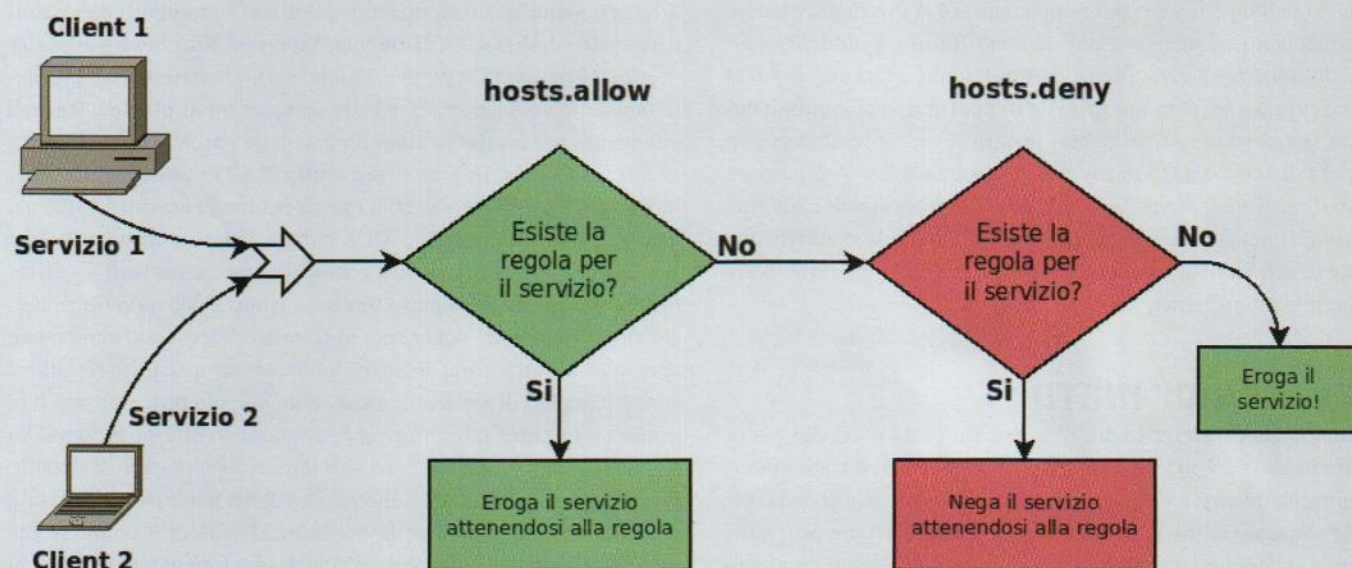 Client 1
hosts.allow
hosts.deny
Servizio 1
Esiste la
regola per
il servizio?
No
Esiste la
regola per
il servizio?
No
Si
Si
Eroga il
servizio!
Servizio 2
Eroga il servizio
attenendosi alla regola
Nega il servizio
attenendosi alla regola
Client 2